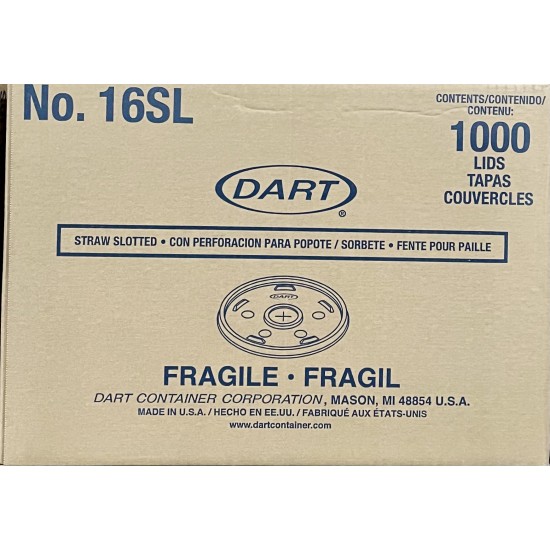 No. 16SL
CONTENTS/CONTENIDO/
CONTENU:
1000
LIDS
TAPAS
COUVERCLES
DART®
STRAW SLOTTED • CON PERFORACION PARA POPOTE / SORBETE • FENTE POUR PAILLE
DART
FRAGILE • FRAGIL
DART CONTAINER CORPORATION, MASON, MI 48854 U.S.A.
MADE IN U.S.A. / HECHO EN EE.UU. / FABRIQUÉ AUX ÉTATS-UNIS
www.dartcontainer.com